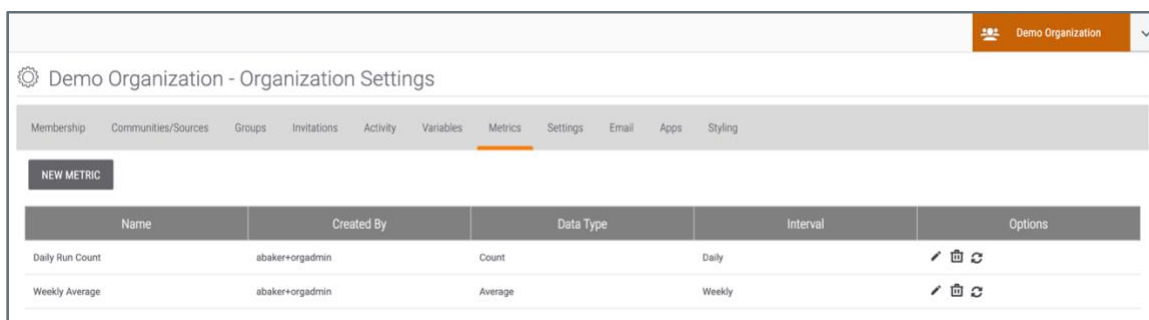 Demo Organization
Demo Organization - Organization Settings
Membership Communities/Sources Groups Invitations Activity Variables Metrics Settings Email Apps Styling
NEW METRIC
Name Created By Data Type Interval Options
Daily Run Count abaker+orgadmin Count Daily
Weekly Average abaker+orgadmin Average Weekly